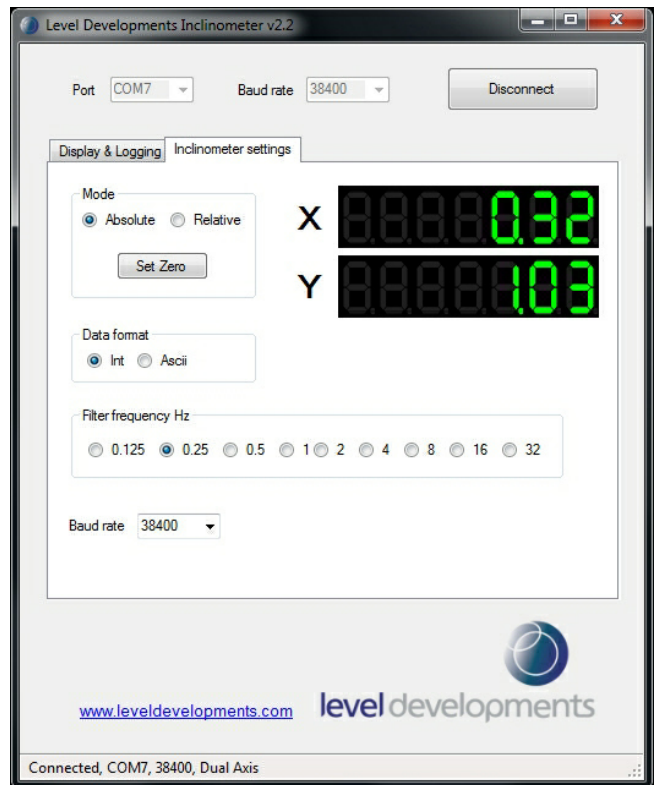 Level Developments Inclinometer v2.2
Port COM7 Baud rate 38400 Disconnect
Display & Logging Inclinometer settings
Mode
Absolute Relative
Set Zero
X 0.32
Y 1.03
Data format
Int Ascii
Filter frequency Hz
0.125 0.25 0.5 1 2 4 8 16 32
Baud rate 38400
www.leveldevelopments.com
level developments
Connected, COM7, 38400, Dual Axis